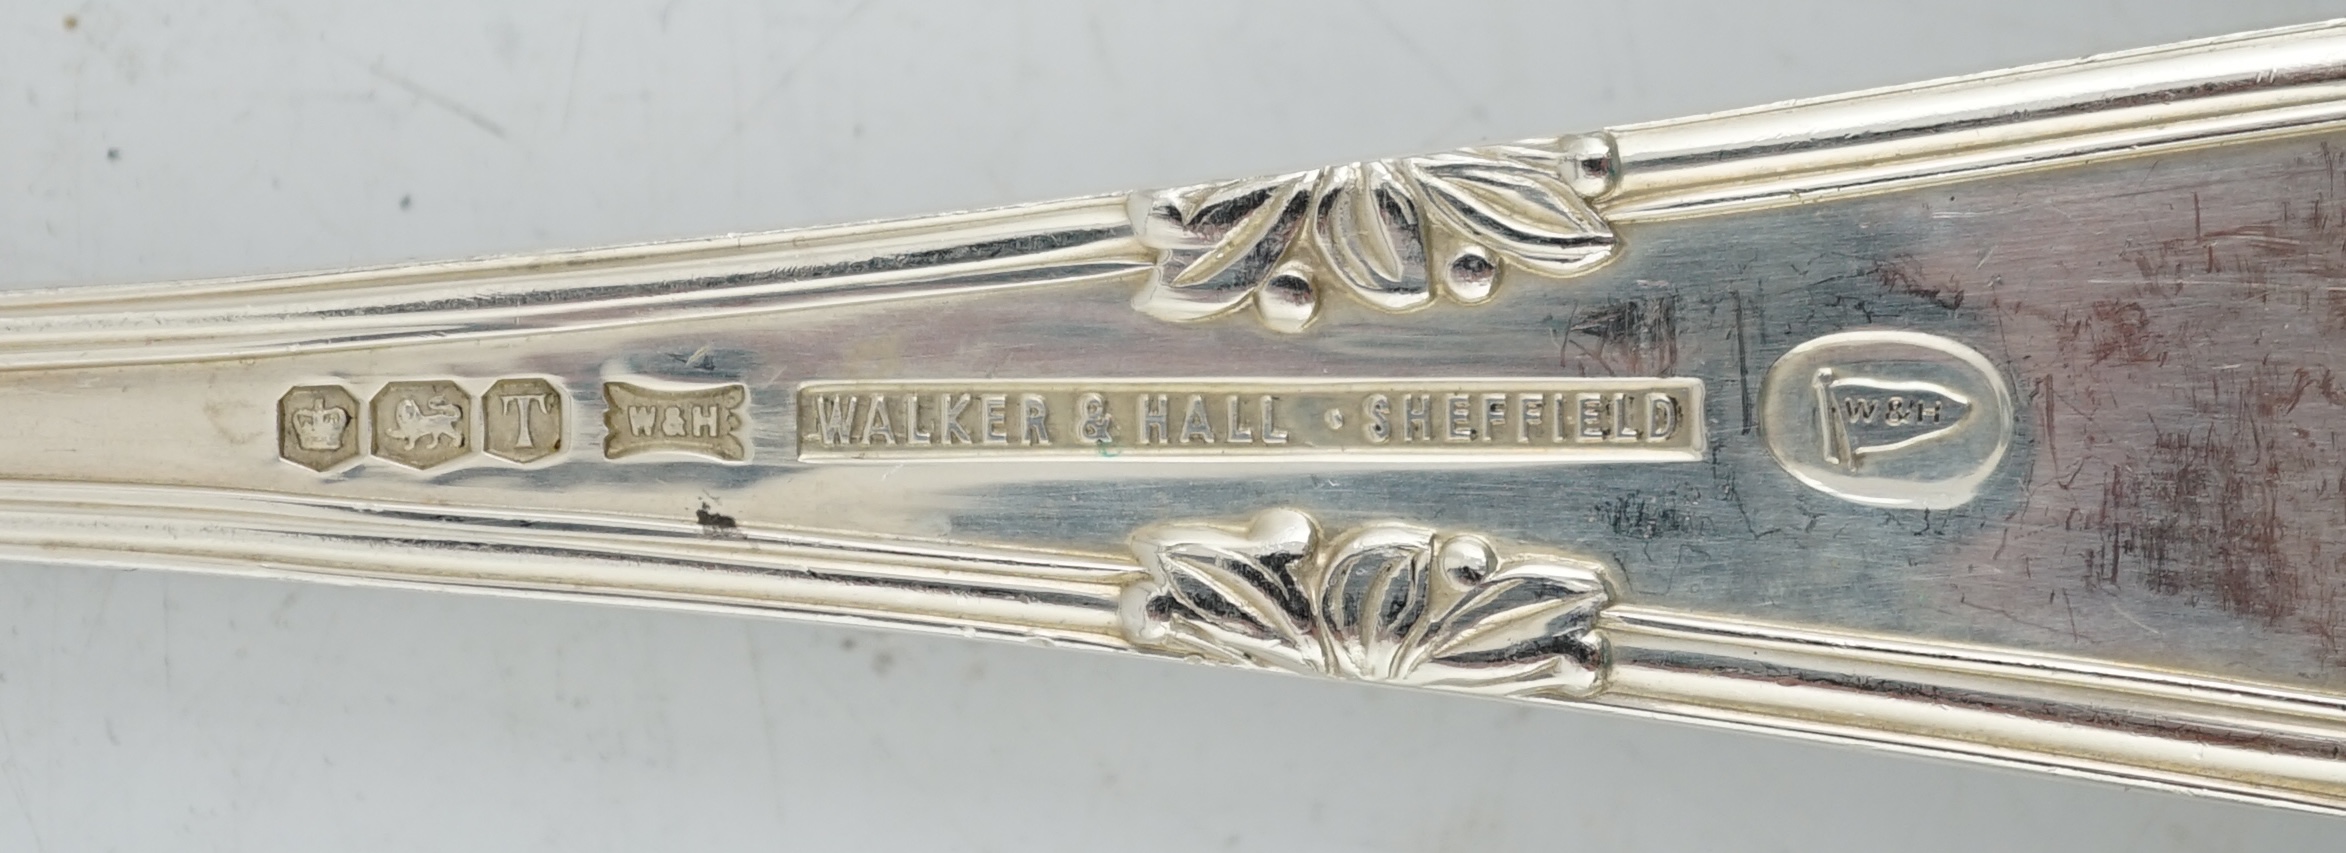 T W&H WALKER & HALL · SHEFFIELD W&H